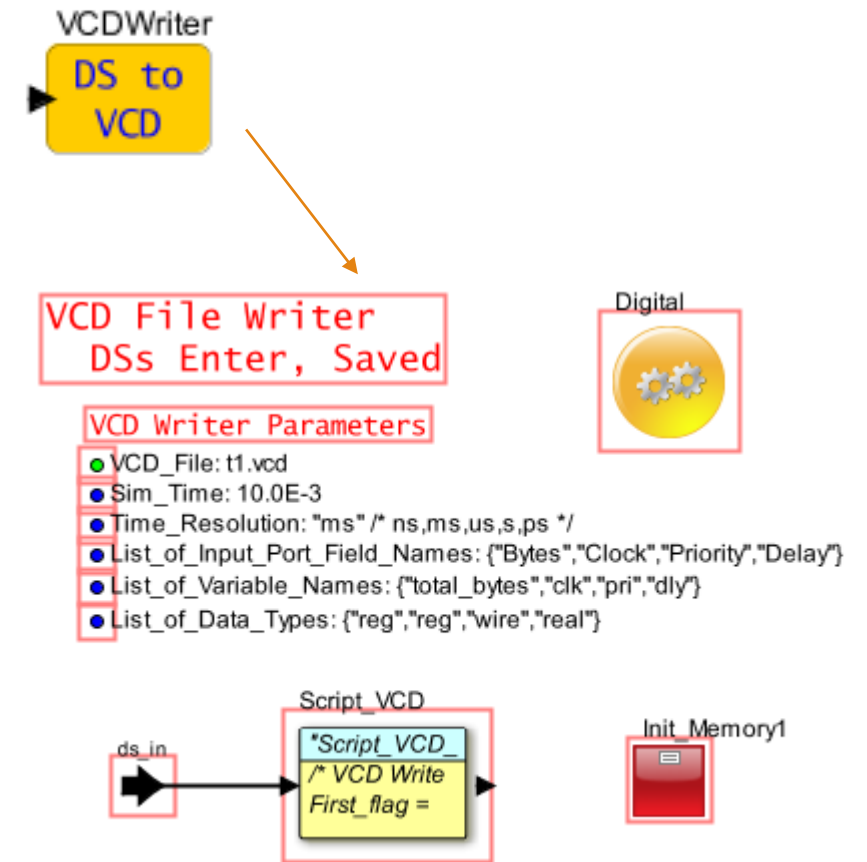 VCDWriter
DS to
VCD
VCD File Writer
DSs Enter, Saved
Digital
VCD Writer Parameters
VCD_File: t1.vcd
Sim_Time: 10.0E-3
Time_Resolution: "ms" /* ns,ms,us,s,ps */
List_of_Input_Port_Field_Names: {"Bytes","Clock","Priority","Delay"}
List_of_Variable_Names: {"total_bytes","clk","pri","dly"}
List_of_Data_Types: {"reg","reg","wire","real"}
Script_VCD
ds_in
"Script_VCD_
/* VCD Write
First_flag =
Init_Memory1